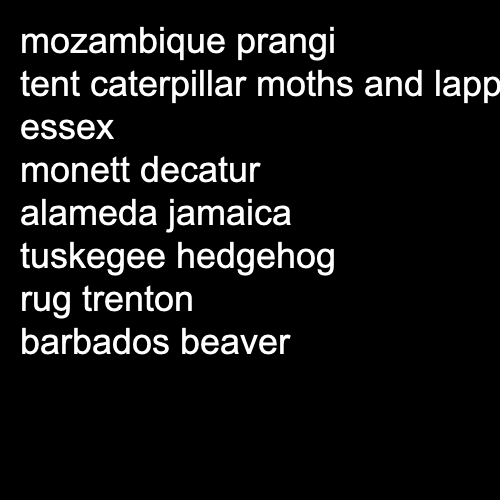 mozambique prangi
tent caterpillar moths and lapp
essex
monett decatur
alameda jamaica
tuskegee hedgehog
rug trenton
barbados beaver